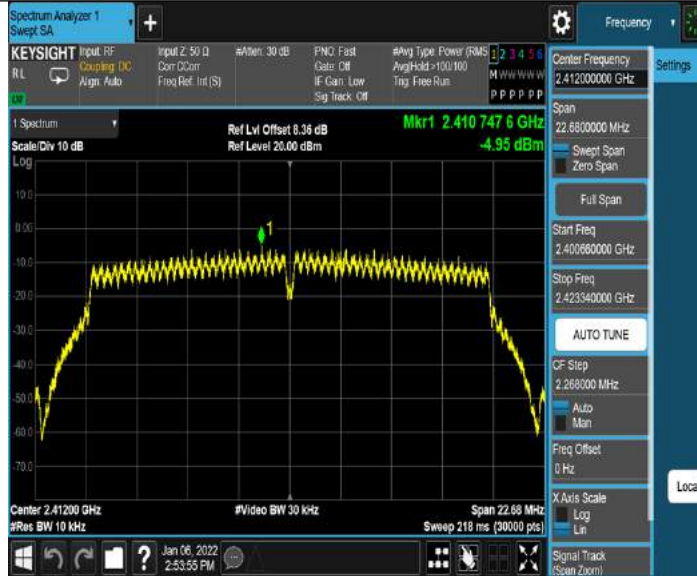 Spectrum Analyzer 1
Swept SA
+
Frequency
KEYSIGHT
RL
Input: RF
Coupling: DC
Align: Auto
Input Z: 50 Ω
Corr CCorr
Freq Ref: Int (S)
#Atten: 30 dB
PNO: Fast
Gate: Off
IF Gain: Low
Sig Track: Off
#Avg Type: Power (RMS
Avg|Hold:>100/100
Trig: Free Run
1 2 3 4 5 6
M W W W W W
P P P P P P
1 Spectrum
Scale/Div 10 dB
Log
Ref Lvl Offset 8.36 dB
Ref Level 20.00 dBm
Mkr1 2.410 747 6 GHz
-4.95 dBm
10.0
0.00
-10.0
-20.0
-30.0
-40.0
-50.0
-60.0
-70.0
1
Center 2.41200 GHz
#Res BW 10 kHz
#Video BW 30 kHz
Span 22.68 MHz
Sweep 218 ms (30000 pts)
?
Jan 06, 2022
2:53:55 PM
Center Frequency
2.412000000 GHz
Settings
Span
22.6800000 MHz
Swept Span
Zero Span
Full Span
Start Freq
2.400660000 GHz
Stop Freq
2.423340000 GHz
AUTO TUNE
CF Step
2.268000 MHz
Auto
Man
Freq Offset
0 Hz
X Axis Scale
Log
Lin
Signal Track
(Span Zoom)
Loca